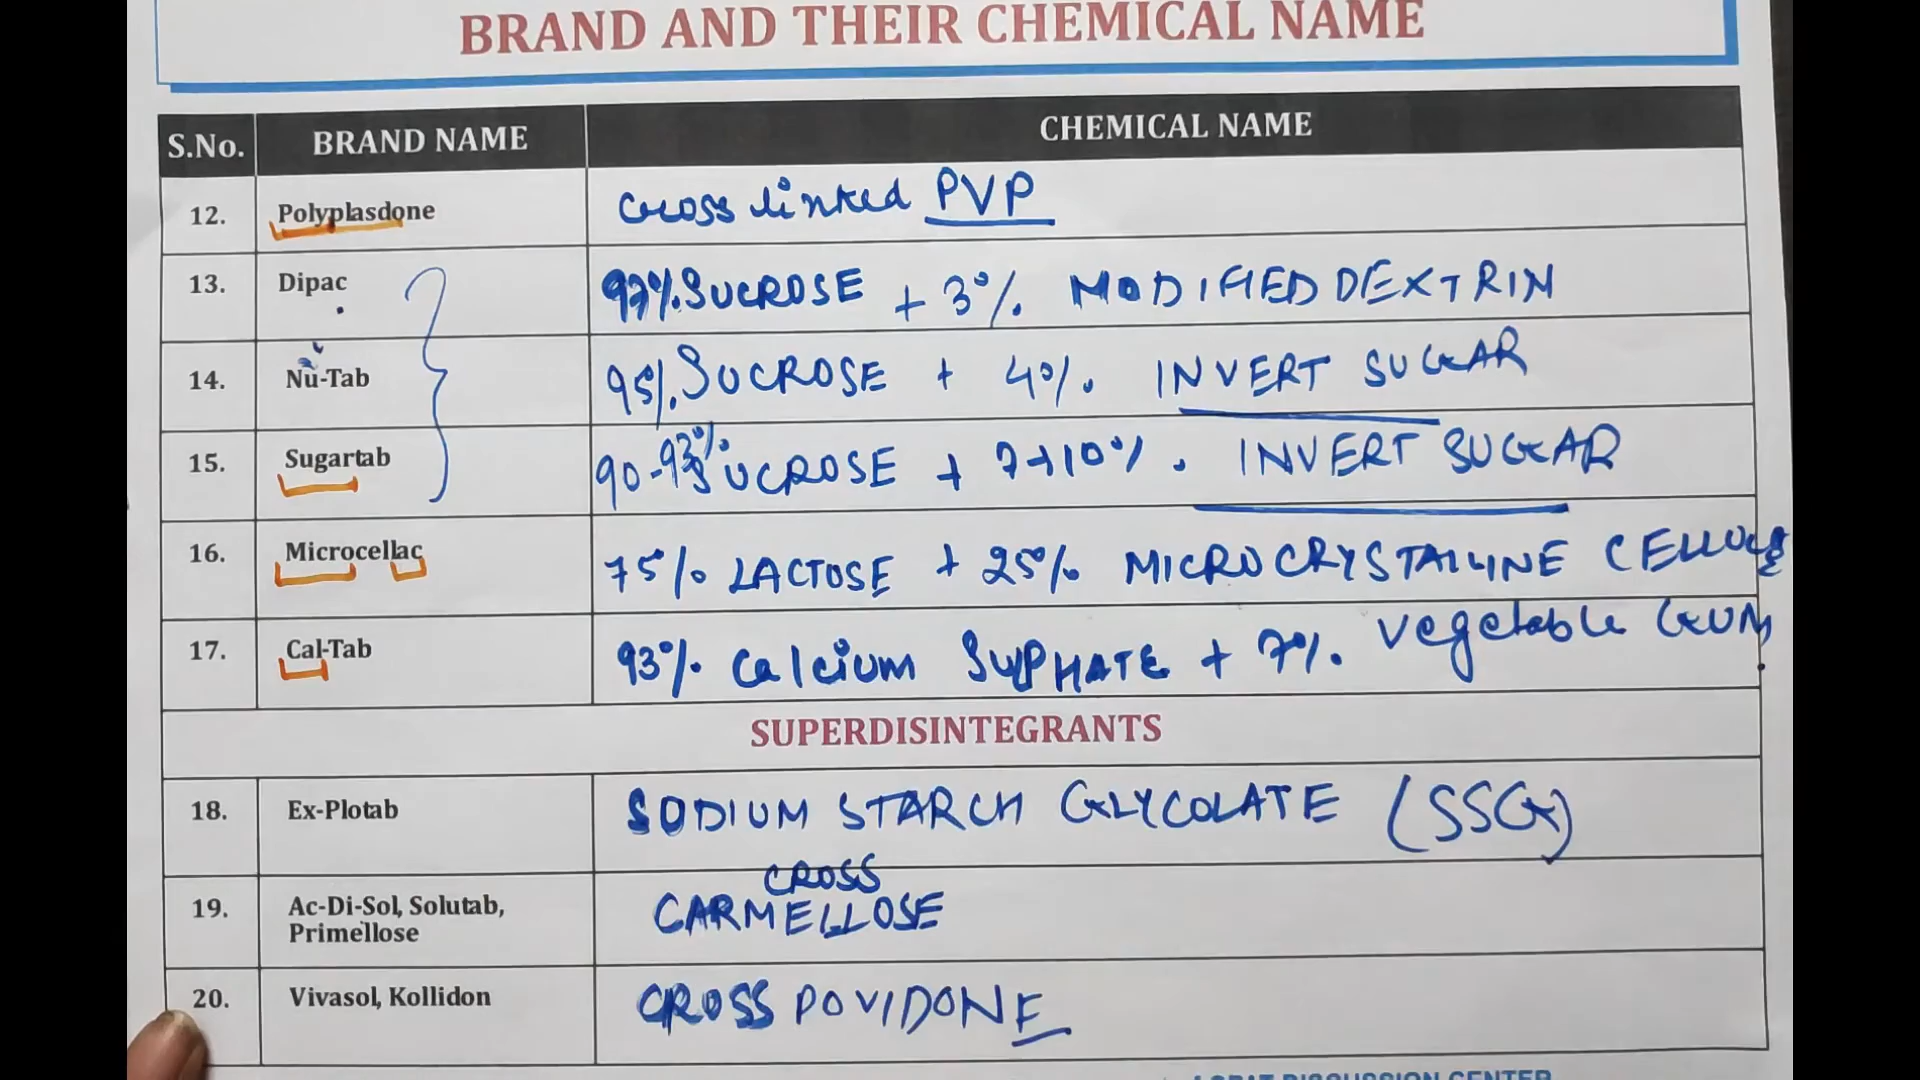 BRAND AND THEIR CHEMICAL NAME
S.No. BRAND NAME CHEMICAL NAME
12. Polyplasdone Cross linked PVP
13. Dipac 97% SUCROSE + 3% MODIFIED DEXTRIN
14. Nu-Tab 95% SUCROSE + 4% INVERT SUGAR
15. Sugartab 90-93% SUCROSE + 7→10% INVERT SUGAR
16. Microcellac 75% LACTOSE + 25% MICROCRYSTALLINE CELLULOSE
17. Cal-Tab 93% Calcium SULPHATE + 7% Vegetable GUM
SUPERDISINTEGRANTS
18. Ex-Plotab SODIUM STARCH GLYCOLATE (SSG)
19. Ac-Di-Sol, Solutab, CROSS
Primellose CARMELLOSE
20. Vivasol, Kollidon CROSS POVIDONE
DISCUSSION CENTER